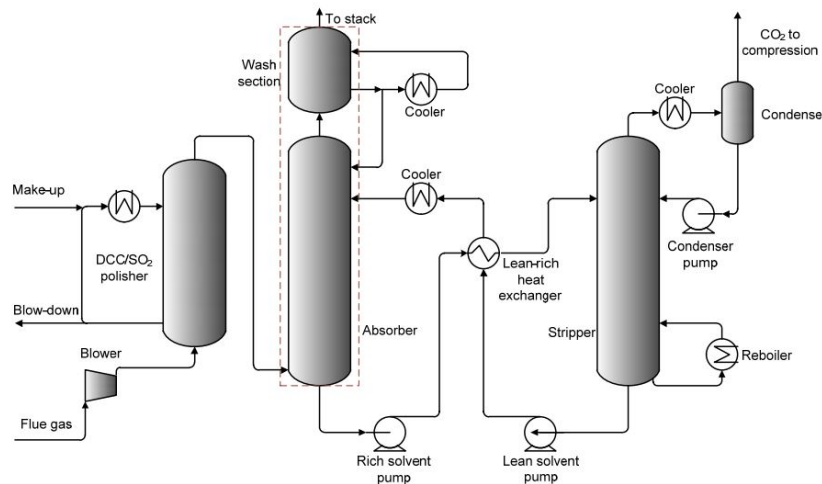 To stack
CO₂ to
compression
Wash
section
Cooler
Cooler
Condense
Make-up
Cooler
DCC/SO₂
polisher
Lean-rich
heat
exchanger
Condenser
pump
Blow-down
Absorber
Stripper
Blower
Reboiler
Flue gas
Rich solvent
pump
Lean solvent
pump